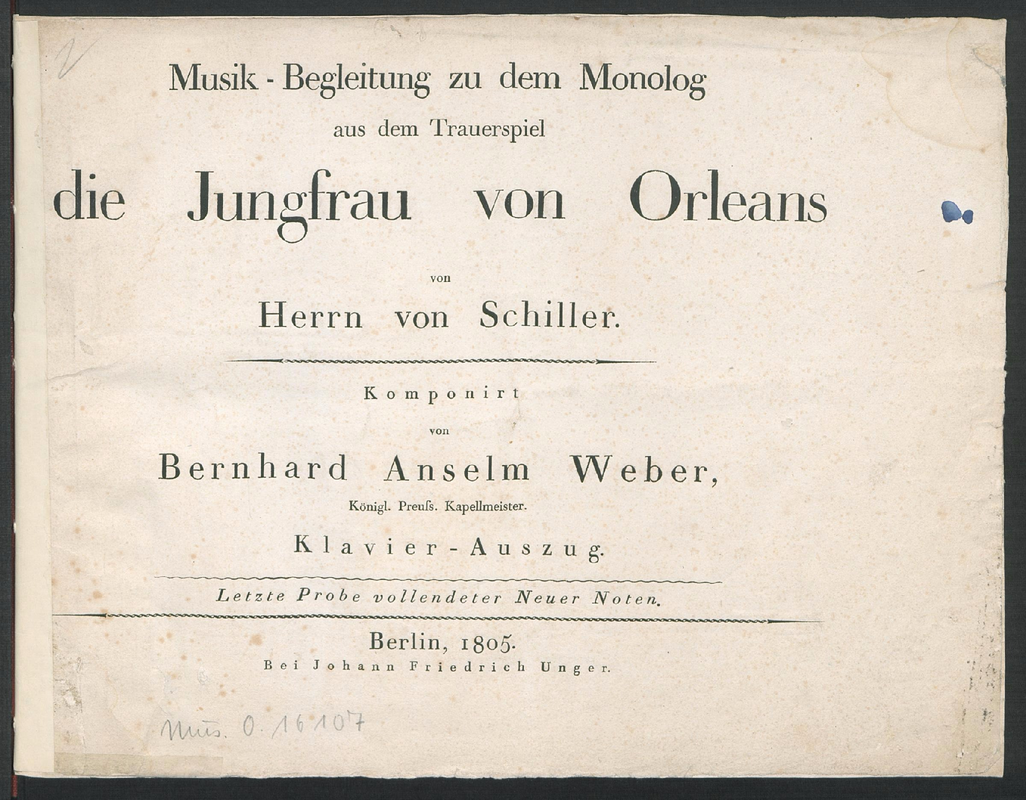 Musik - Begleitung zu dem Monolog
aus dem Trauerspiel
die Jungfrau von Orleans
von
Herrn von Schiller.
Komponirt
von
Bernhard Anselm Weber,
Königl. Preuſs. Kapellmeister.
Klavier - Auszug.
Letzte Probe vollendeter Neuer Noten.
Berlin, 1805.
Bei Johann Friedrich Unger.
Mus. O. 16107